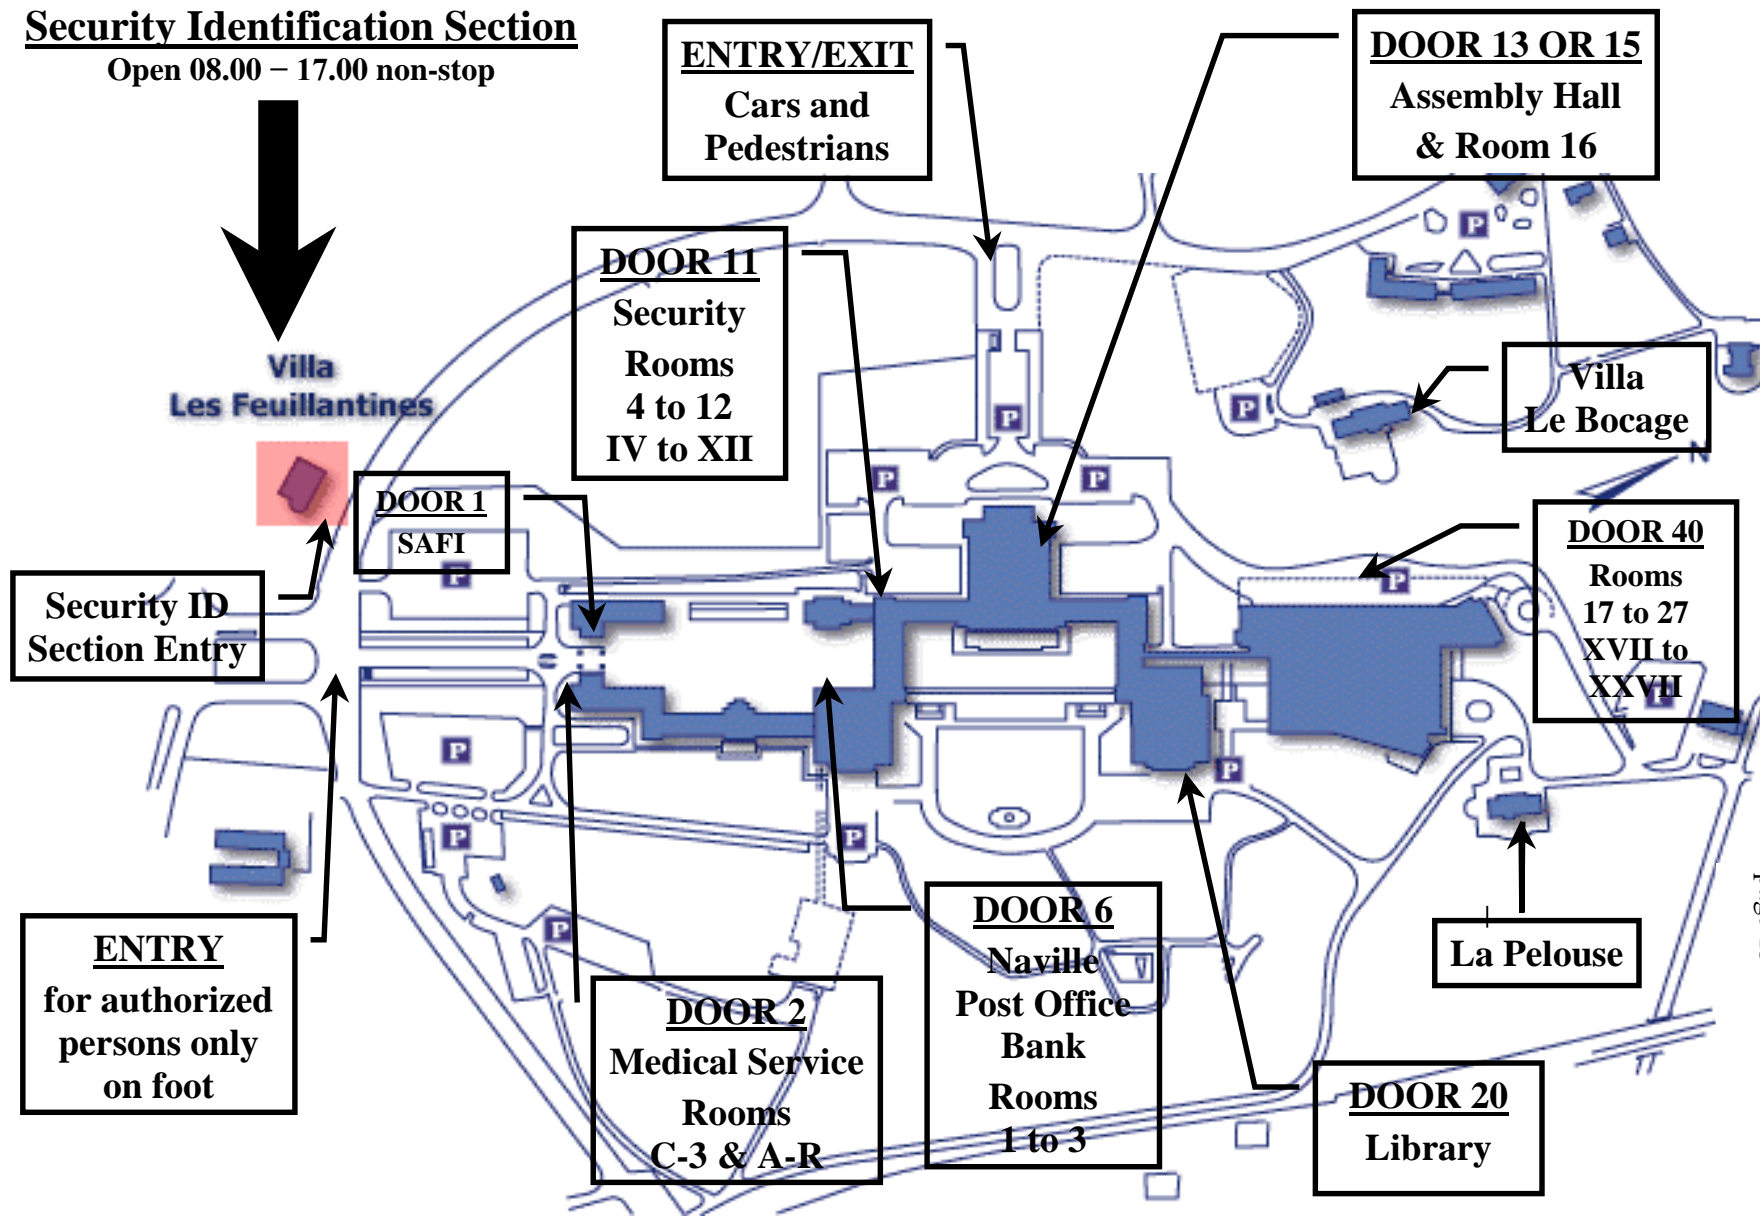 Security Identification Section
Open 08.00 – 17.00 non-stop
ENTRY/EXIT
Cars and
Pedestrians
DOOR 13 OR 15
Assembly Hall
& Room 16
DOOR 11
Security
Rooms
4 to 12
IV to XII
Villa
Les Feuillantines
Villa
Le Bocage
N
DOOR 1
SAFI
DOOR 40
Rooms
17 to 27
XVII to
XXVII
Security ID
Section Entry
ENTRY
for authorized
persons only
on foot
DOOR 2
Medical Service
Rooms
C-3 & A-R
DOOR 6
Naville
Post Office
Bank
Rooms
1 to 3
La Pelouse
DOOR 20
Library
P
P
P
P
P
P
P
P
P
P
P
P
P